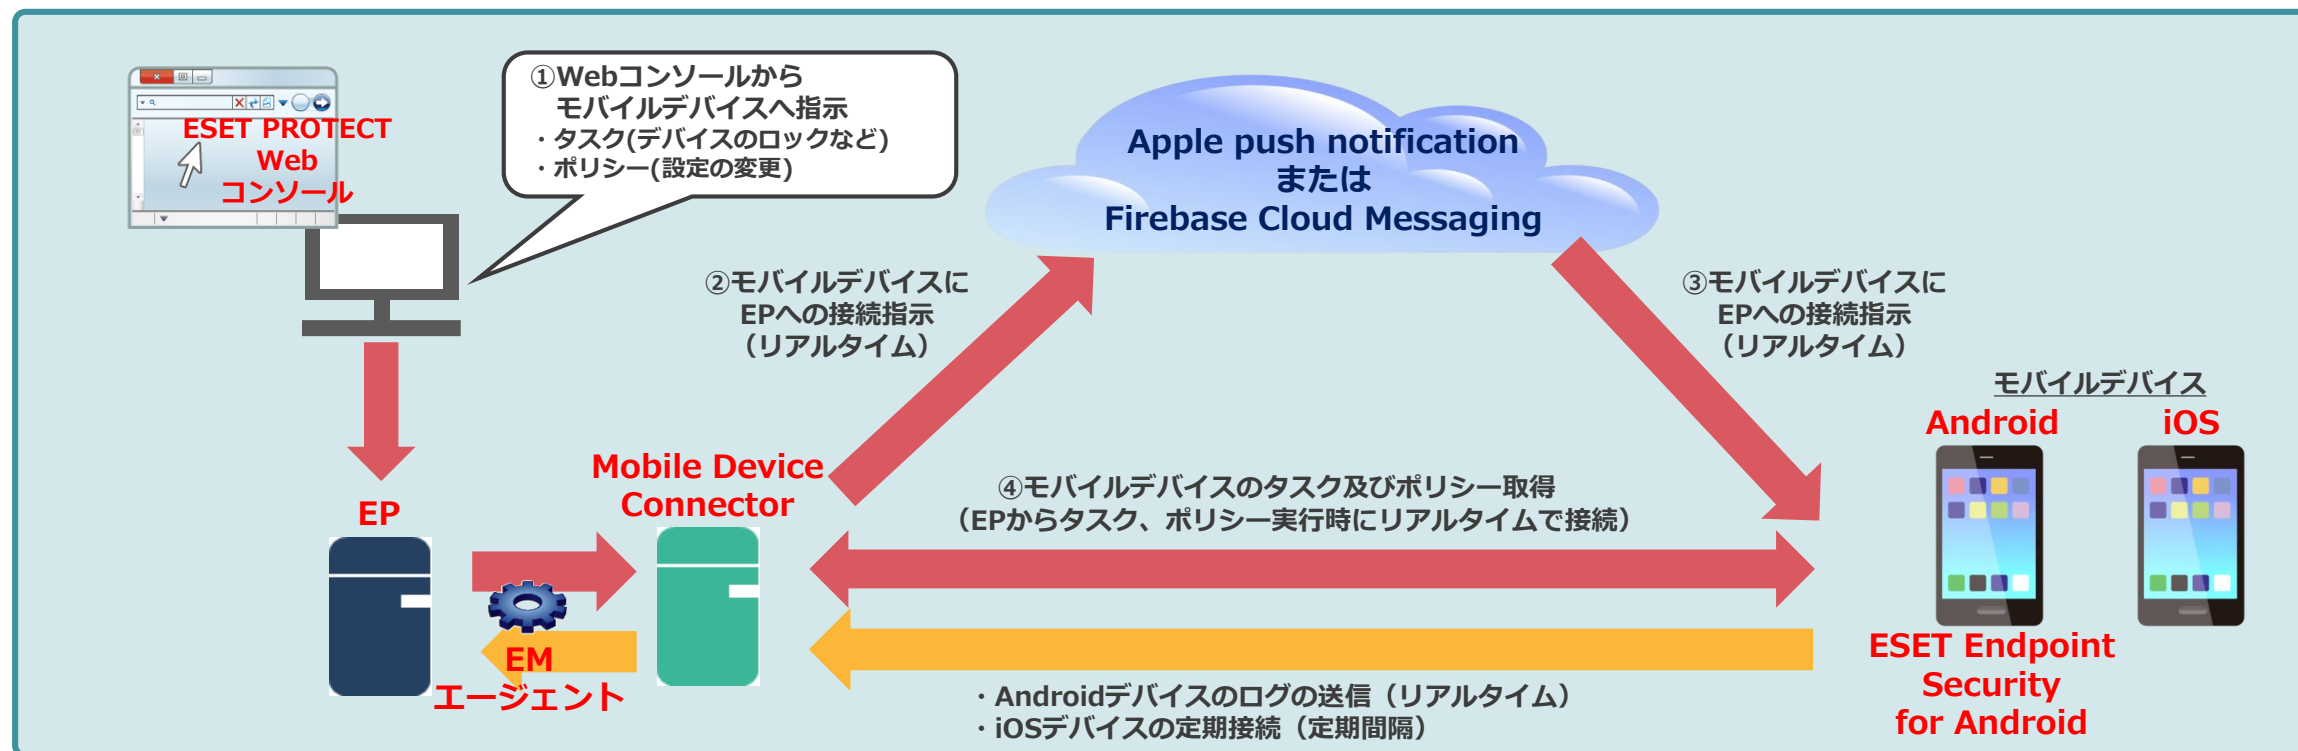 ESET PROTECT
Web
コンソール
①Webコンソールから
モバイルデバイスへ指示
・タスク(デバイスのロックなど)
・ポリシー(設定の変更)
Apple push notification
または
Firebase Cloud Messaging
②モバイルデバイスに
EPへの接続指示
（リアルタイム）
③モバイルデバイスに
EPへの接続指示
（リアルタイム）
モバイルデバイス
Android
iOS
Mobile Device
Connector
EP
④モバイルデバイスのタスク及びポリシー取得
（EPからタスク、ポリシー実行時にリアルタイムで接続）
EM
エージェント
ESET Endpoint
Security
for Android
・Androidデバイスのログの送信（リアルタイム）
・iOSデバイスの定期接続（定期間隔）